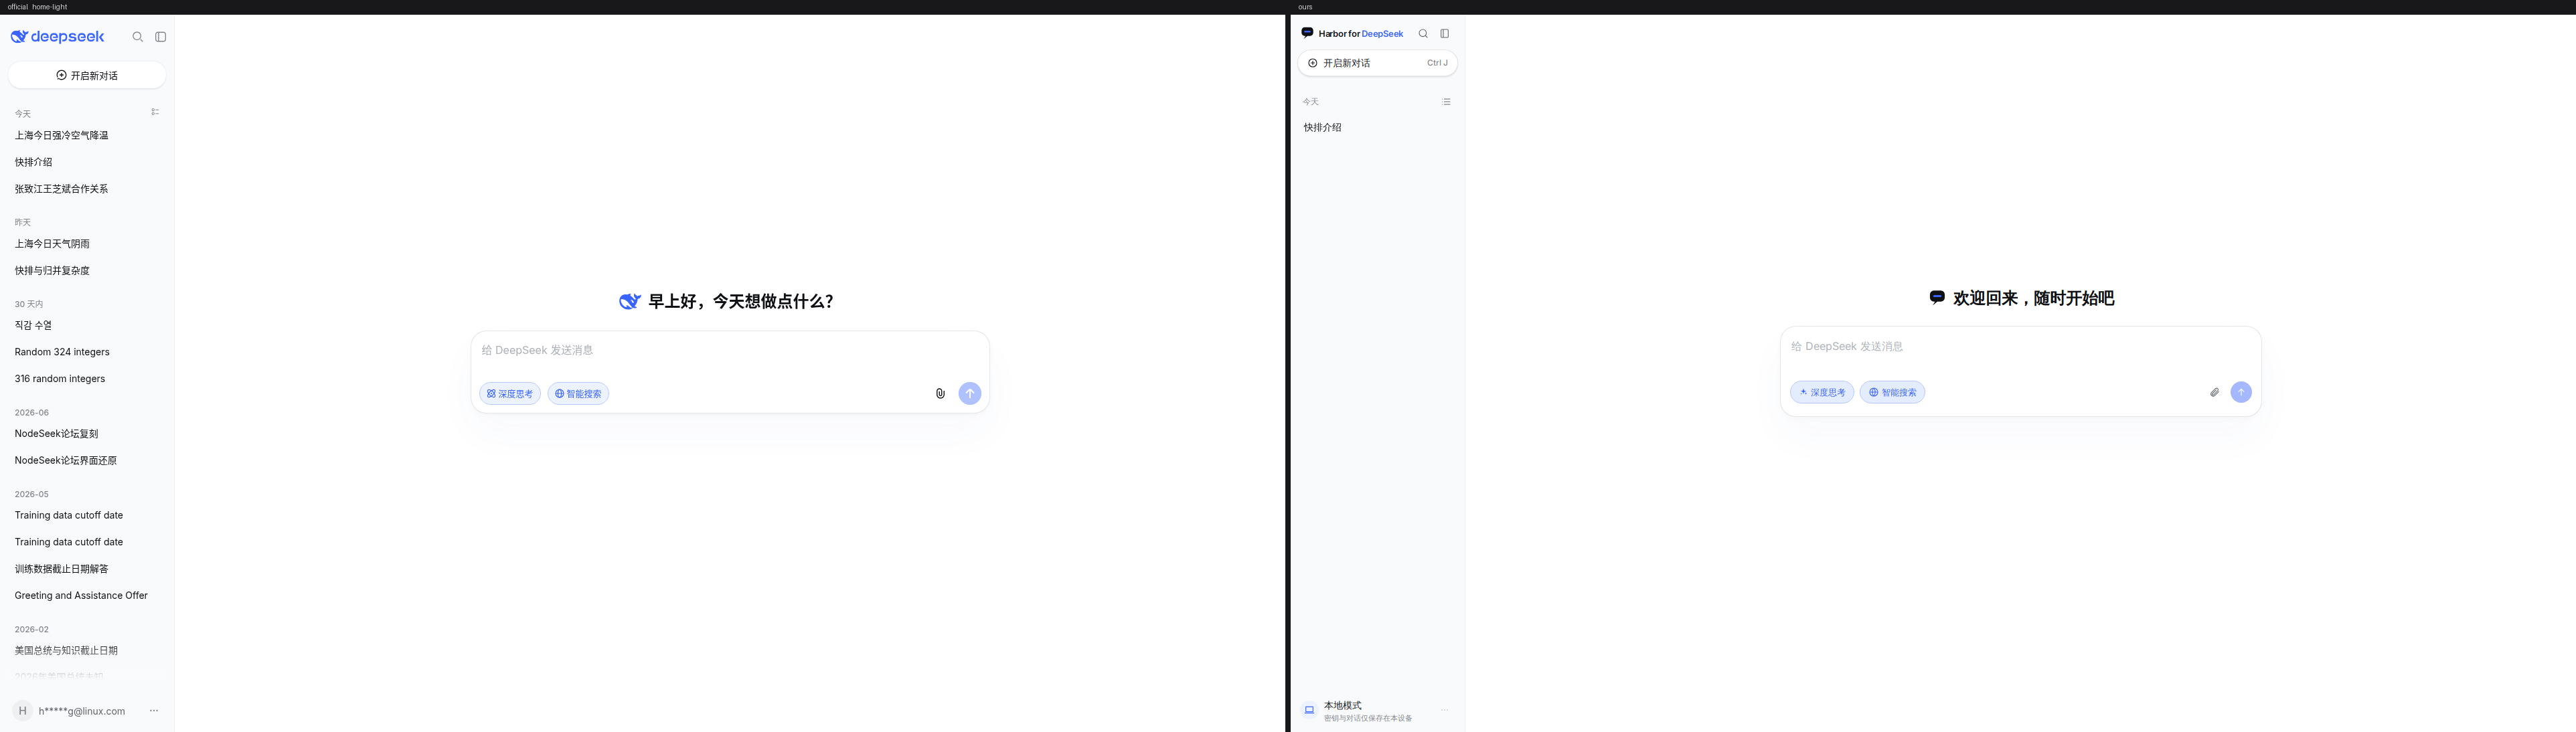 official home-light
deepseek
开启新对话
今天
上海今日强冷空气降温
快排介绍
张致江王芝斌合作关系
昨天
上海今日天气阴雨
快排与归并复杂度
30 天内
직감 수열
Random 324 integers
316 random integers
2026-06
NodeSeek论坛复刻
NodeSeek论坛界面还原
2026-05
Training data cutoff date
Training data cutoff date
训练数据截止日期解答
Greeting and Assistance Offer
2026-02
美国总统与知识截止日期
H h*****g@linux.com
早上好，今天想做点什么？
给 DeepSeek 发送消息
深度思考 智能搜索
ours
Harbor for DeepSeek
开启新对话 Ctrl J
今天
快排介绍
本地模式
密钥与对话仅保存在本设备
欢迎回来，随时开始吧
给 DeepSeek 发送消息
深度思考 智能搜索